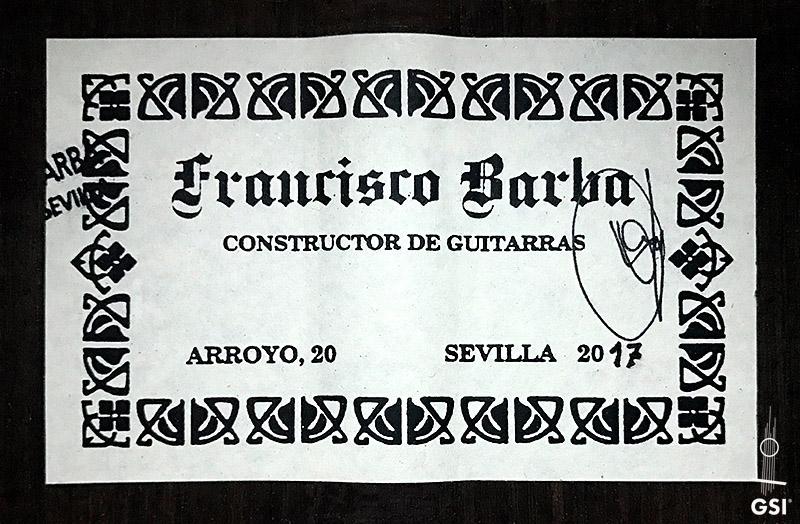 Francisco Barba
CONSTRUCTOR DE GUITARRAS
ARROYO, 20 SEVILLA 2017
GSI